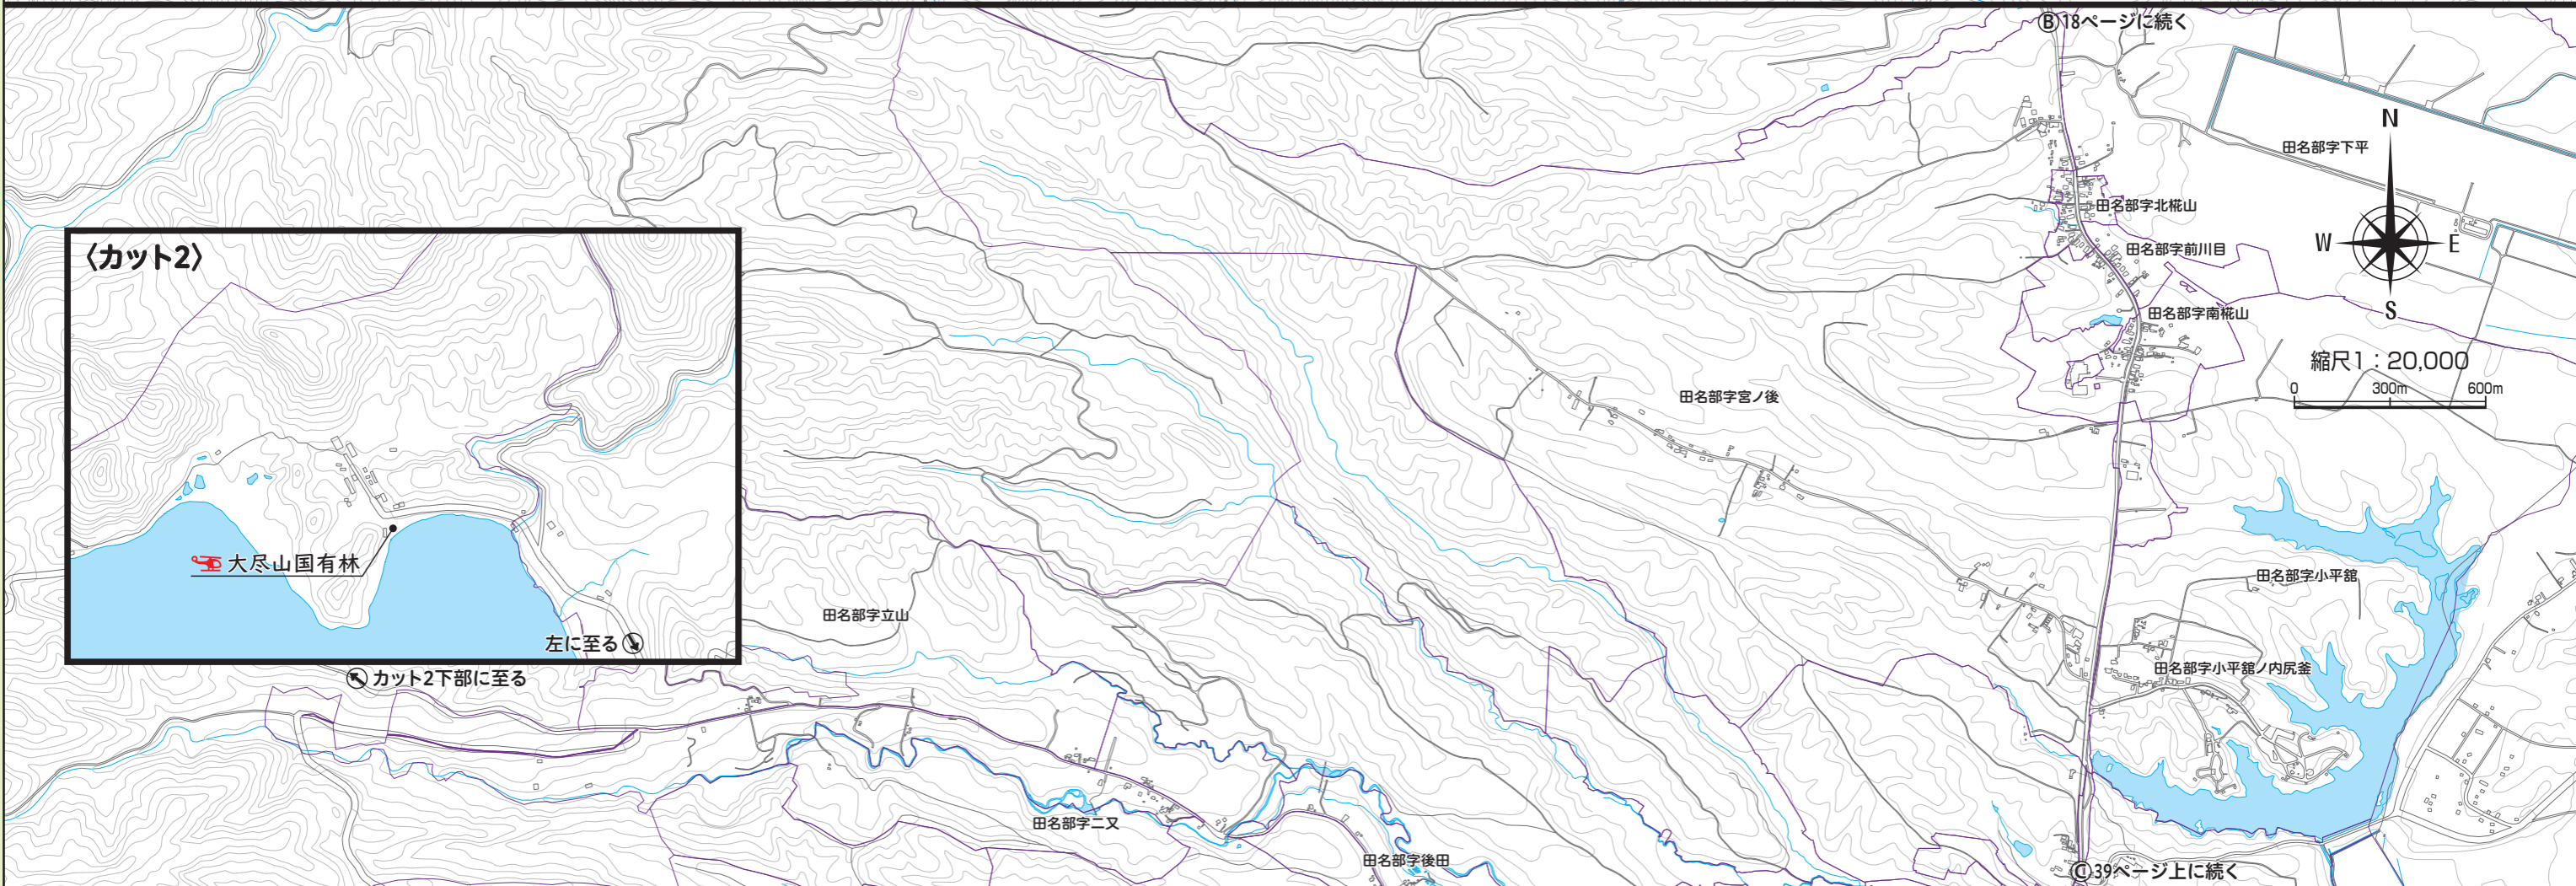 Ⓑ18ページに続く
N
田名部字下平
田名部字北椛山
W
E
田名部字前川目
〈カット2〉
S
田名部字南椛山
縮尺1：20,000
0 300m 600m
田名部字宮ノ後
大尽山国有林
田名部字小平舘
田名部字立山
左に至る
田名部字小平舘ノ内尻釜
カット2下部に至る
田名部字二又
田名部字後田
Ⓒ39ページ上に続く